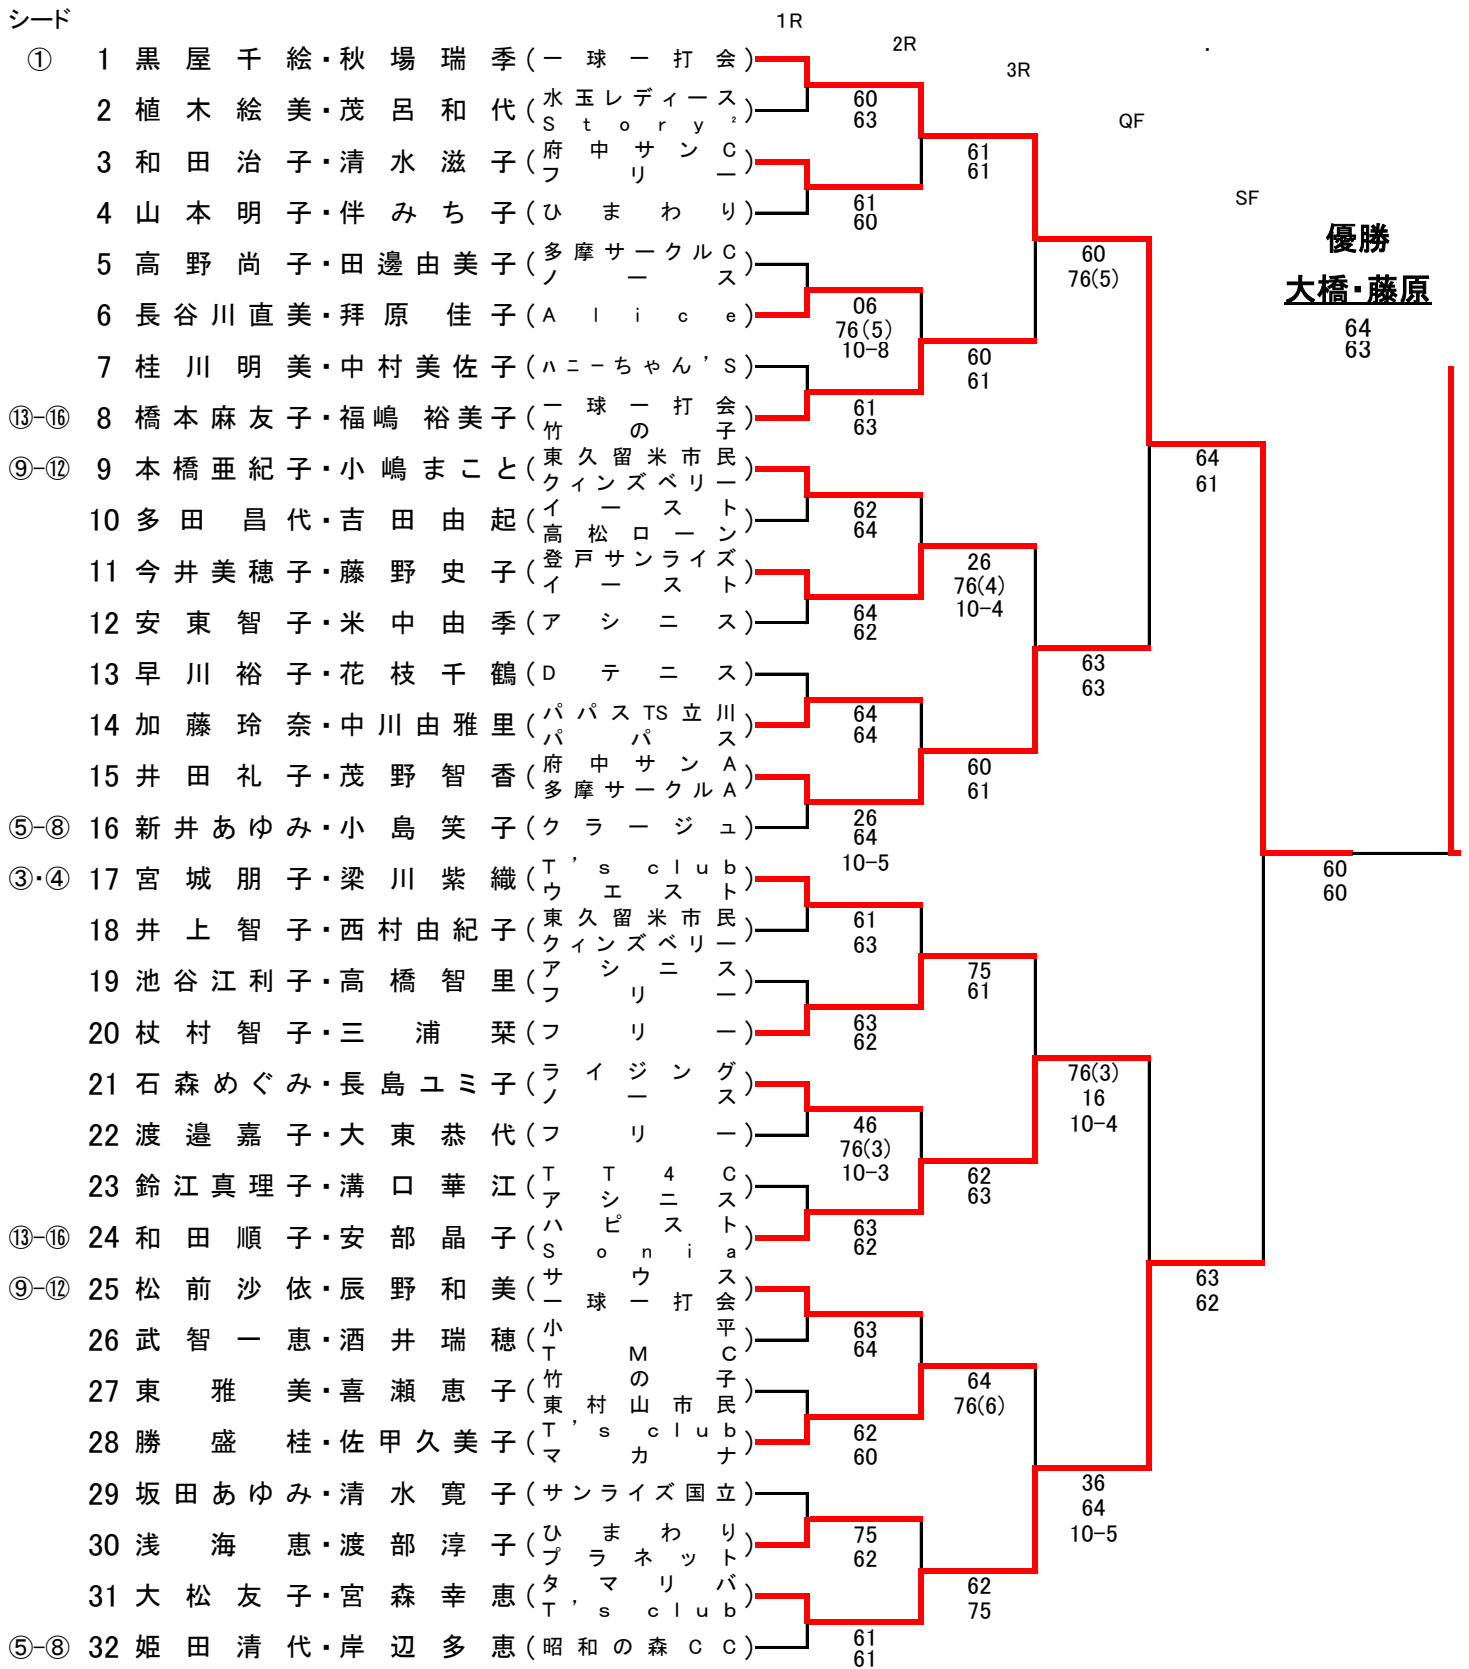 シード
1R
2R
3R
QF
SF
.
優勝
大橋・藤原
64
63
① 1 黒屋千絵・秋場瑞季(一球一打会)
2 植木絵美・茂呂和代(水玉レディース Story²)
3 和田治子・清水滋子(府中サンC フリー)
4 山本明子・伴みち子(ひまわり)
5 高野尚子・田邊由美子(多摩サークルC ノース)
6 長谷川直美・拜原佳子(Alice)
7 桂川明美・中村美佐子(ハニーちゃん'S)
⑬-⑯ 8 橋本麻友子・福嶋裕美子(一球一打会 竹の子)
⑨-⑫ 9 本橋亜紀子・小嶋まこと(東久留米市民 クィンズベリー)
10 多田昌代・吉田由起(イースト 高松ローン)
11 今井美穂子・藤野史子(登戸サンライズ イースト)
12 安東智子・米中由季(アシニス)
13 早川裕子・花枝千鶴(Dテニス)
14 加藤玲奈・中川由雅里(パパスTS立川 パパス)
15 井田礼子・茂野智香(府中サンA 多摩サークルA)
⑤-⑧ 16 新井あゆみ・小島笑子(クラージュ)
③・④ 17 宮城朋子・梁川紫織(T's club ウエスト)
18 井上智子・西村由紀子(東久留米市民 クィンズベリー)
19 池谷江利子・高橋智里(アシニス フリー)
20 杖村智子・三浦栞(フリー)
21 石森めぐみ・長島ユミ子(ライジング ノース)
22 渡邉嘉子・大東恭代(フリー)
23 鈴江真理子・溝口華江(TT4C アシニス)
⑬-⑯ 24 和田順子・安部晶子(ハピスト Sonia)
⑨-⑫ 25 松前沙依・辰野和美(サウス 一球一打会)
26 武智一恵・酒井瑞穂(小平 TMC)
27 東雅美・喜瀬恵子(竹の子 東村山市民)
28 勝盛桂・佐甲久美子(T's club マカナ)
29 坂田あゆみ・清水寛子(サンライズ国立)
30 浅海恵・渡部淳子(ひまわり プラネット)
31 大松友子・宮森幸恵(タマリバ T's club)
⑤-⑧ 32 姫田清代・岸辺多恵(昭和の森CC)
60
63
61
60
06
76(5)
10-8
61
63
62
64
64
62
64
64
26
64
10-5
61
63
63
62
46
76(3)
10-3
63
62
63
64
62
60
75
62
61
61
61
61
60
61
26
76(4)
10-4
60
61
75
61
62
63
64
76(6)
62
75
60
76(5)
63
63
76(3)
16
10-4
36
64
10-5
64
61
63
62
60
60